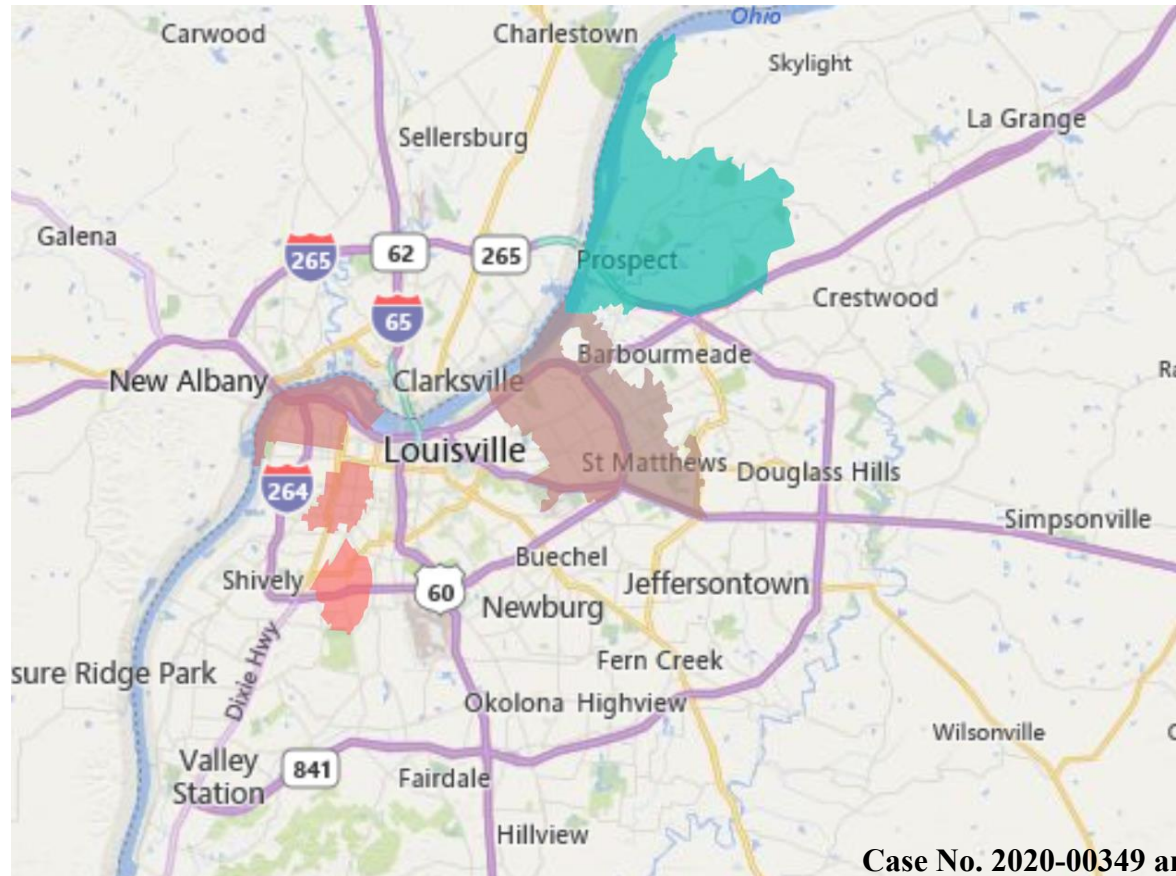 Ohio
Carwood
Charlestown
Skylight
La Grange
Sellersburg
Galena
265
62
265
Prospect
65
Crestwood
Barbourmeade
New Albany
Clarksville
Louisville
St Matthews
Douglass Hills
264
Simpsonville
Buechel
Shively
60
Jeffersontown
Newburg
Fern Creek
sure Ridge Park
Dixie Hwy
Okolona
Highview
Wilsonville
Valley
Station
841
Fairdale
Hillview
Case No. 2020-00349 a